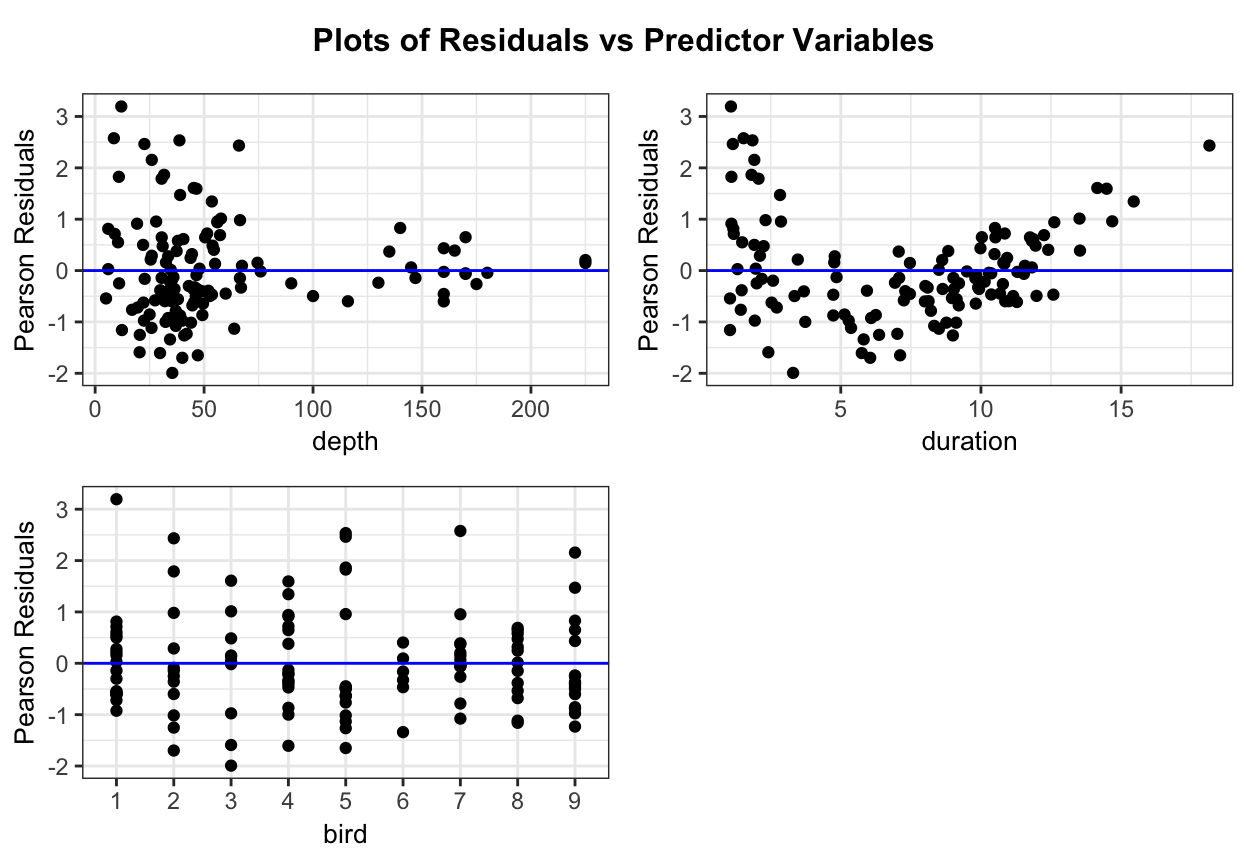 Plots of Residuals vs Predictor Variables
Pearson Residuals
3
2
1
0
-1
-2
0 50 100 150 200
depth
Pearson Residuals
3
2
1
0
-1
-2
5 10 15
duration
Pearson Residuals
3
2
1
0
-1
-2
1 2 3 4 5 6 7 8 9
bird